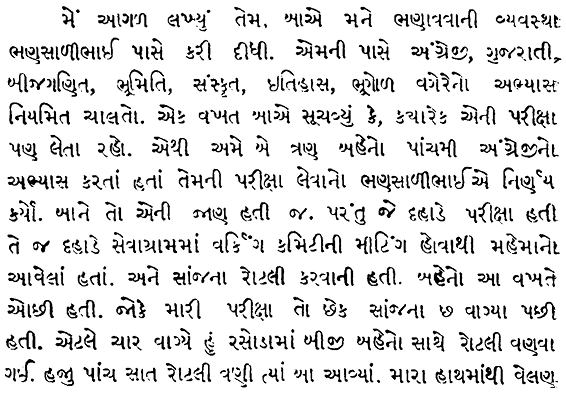 મેં આગળ લખ્યું તેમ. બાએ મને ભણાવવાની વ્યવસ્થા
ભણસાળીભાઈ પાસે કરી દીધી. એમની પાસે અંગ્રેજી, ગુજરાતી,
બીજગણિત, ભૂમિતિ, સંસ્કૃત, ઇતિહાસ, ભૂગોળ વગેરેનો અભ્યાસ
નિયમિત ચાલતો. એક વખત બાએ સૂચવ્યું કે, કયારેક એની પરીક્ષા
પણ લેતા રહો. એથી અમે બે ત્રણ બહેનો પાંચમી અંગ્રેજીનો
અભ્યાસ કરતાં હતાં તેમની પરીક્ષા લેવાનો ભણસાળીભાઈએ નિર્ણય
કર્યો. બાને તો એની જાણ હતી જ. પરંતુ જે દહાડે પરીક્ષા હતી
તે જ દહાડે સેવાગ્રામમાં વર્કિંગ કમિટીની મીટિંગ હોવાથી મહેમાનો
આવેલાં હતાં. અને સાંજના રોટલી કરવાની હતી. બહેનો આ વખતે
ઓછી હતી. જોકે મારી પરીક્ષા તો છેક સાંજના છ વાગ્યા પછી
હતી. એટલે ચાર વાગ્યે હું રસોડામાં બીજી બહેનો સાથે રોટલી વણવા
ગઈ. હજુ પાંચ સાત રોટલી વણી ત્યાં બા આવ્યાં. મારા હાથમાંથી વેલણ